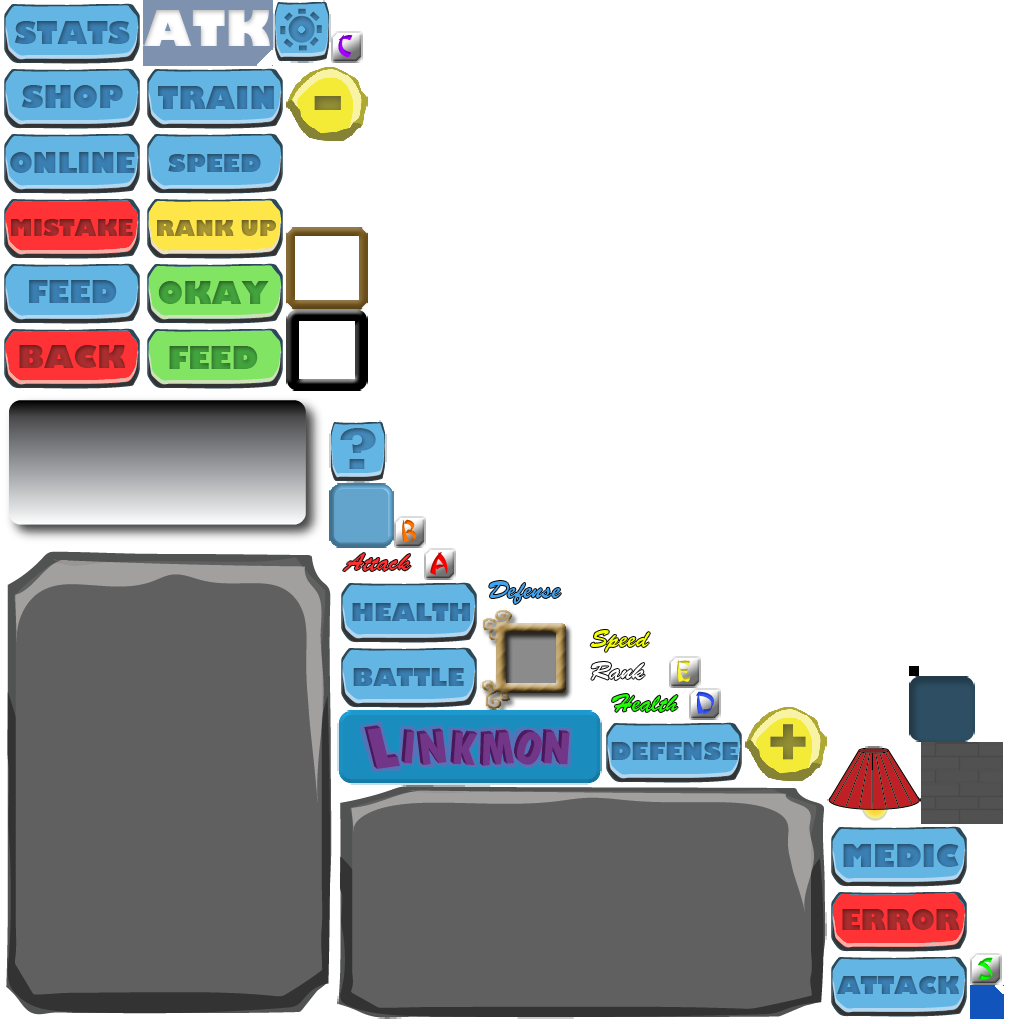 STATS
ATK
C
SHOP
TRAIN
-
ONLINE
SPEED
MISTAKE
RANK UP
FEED
OKAY
BACK
FEED
?
B
Attack
A
Defense
HEALTH
Speed
BATTLE
Rank
E
Health
D
LINKMON
DEFENSE
+
MEDIC
ERROR
ATTACK
S